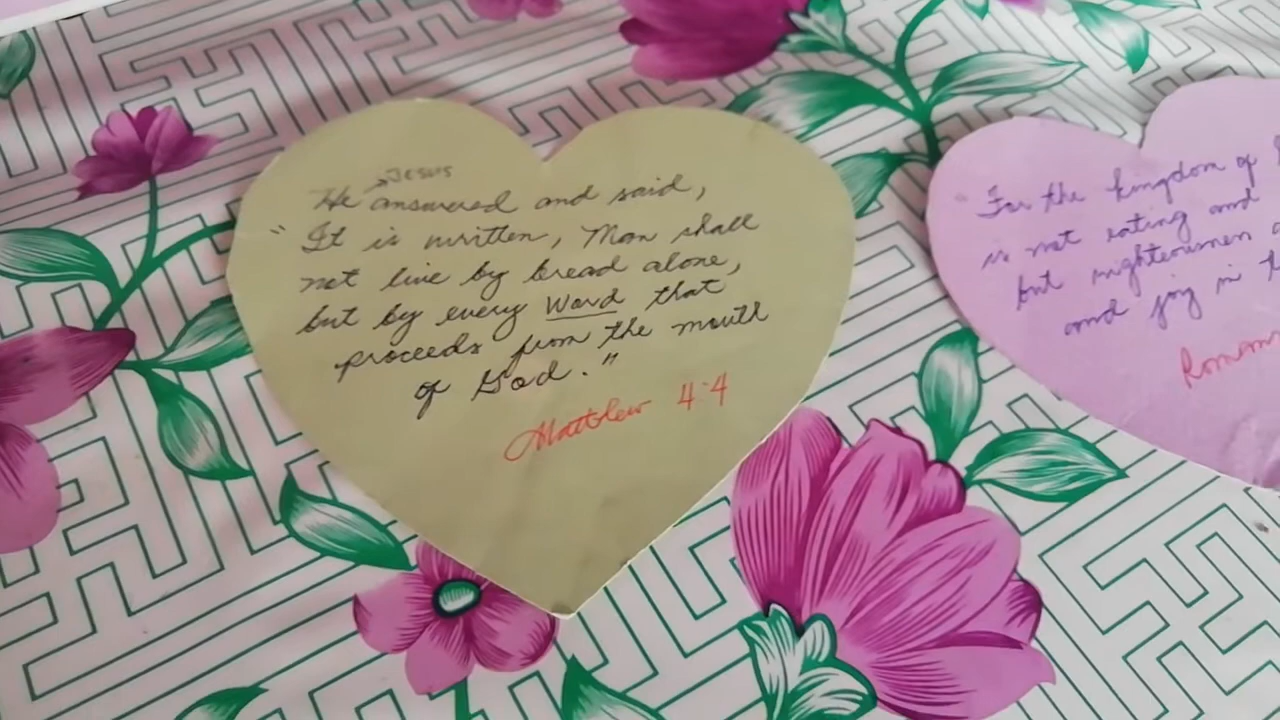 Jesus
He answered and said,
"It is written, Man shall
not live by bread alone,
but by every Word that
proceeds from the mouth
of God."
Matthew 4:4
"For the kingdom of
is not eating and
but righteousness
and joy in